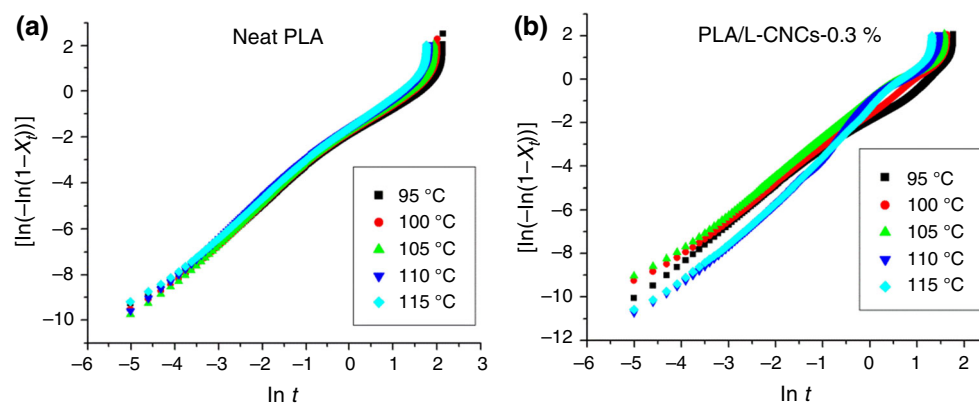 (a)
Neat PLA
[ln(–ln(1–Xt))]
2
0
–2
–4
–6
–8
–10
95 °C
100 °C
105 °C
110 °C
115 °C
–6 –5 –4 –3 –2 –1 0 1 2 3
ln t
(b)
PLA/L-CNCs-0.3 %
[ln(–ln(1–Xt))]
2
0
–2
–4
–6
–8
–10
–12
95 °C
100 °C
105 °C
110 °C
115 °C
–6 –5 –4 –3 –2 –1 0 1 2
ln t